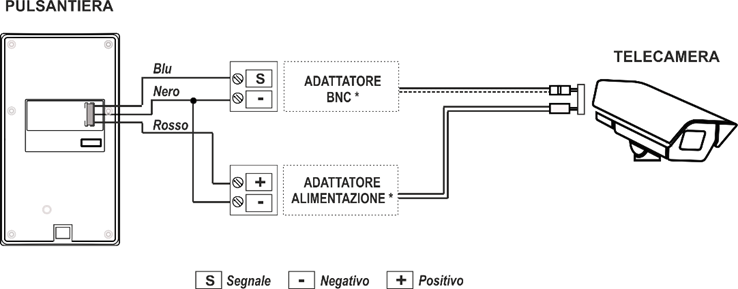 PULSANTIERA
TELECAMERA
Blu
Nero
Rosso
S
-
ADATTATORE
BNC *
+
-
ADATTATORE
ALIMENTAZIONE *
S Segnale - Negativo + Positivo